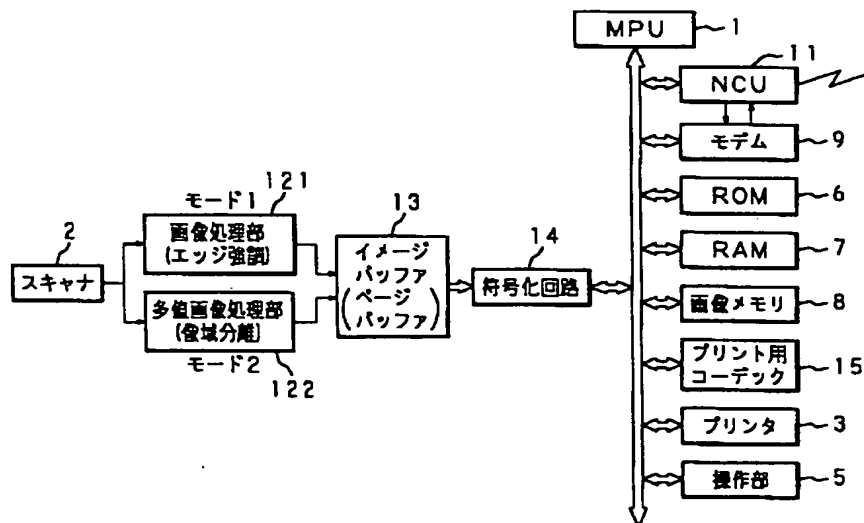 MPU
1
11
NCU
モデム
9
ROM
6
RAM
7
画像メモリ
8
プリント用
コーデック
15
プリンタ
3
操作部
5
2
スキャナ
モード1
121
画像処理部
(エッジ強調)
多値画像処理部
(像域分離)
モード2
122
13
イメージ
バッファ
(ページ
バッファ)
14
符号化回路